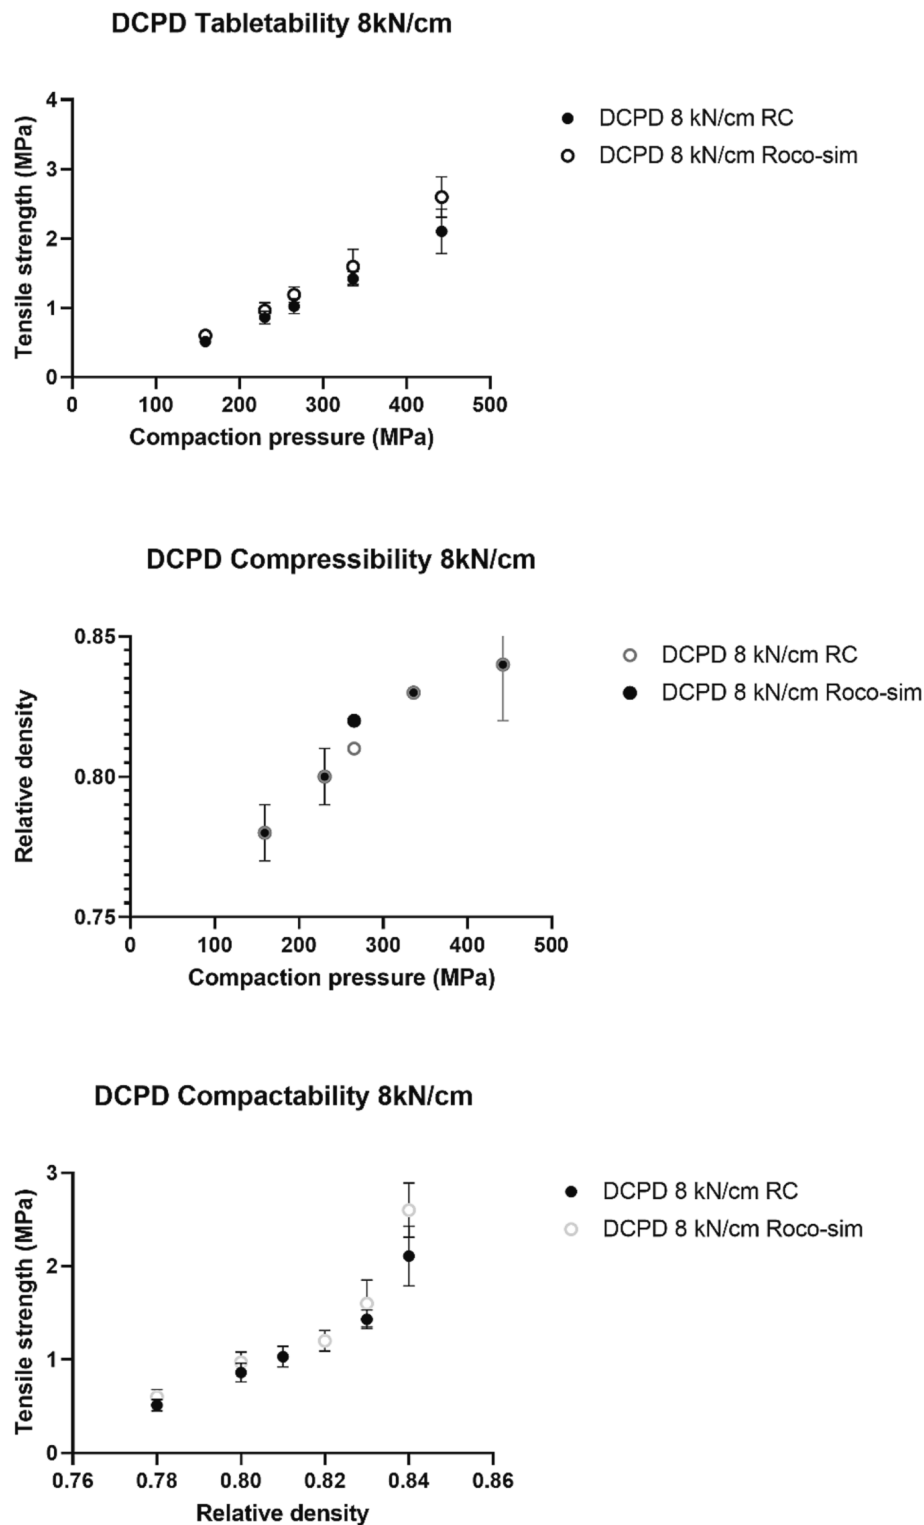 DCPD Tabletability 8kN/cm
Tensile strength (MPa)
4
3
2
1
0
0 100 200 300 400 500
Compaction pressure (MPa)
DCPD 8 kN/cm RC
DCPD 8 kN/cm Roco-sim
DCPD Compressibility 8kN/cm
Relative density
0.85
0.80
0.75
0 100 200 300 400 500
Compaction pressure (MPa)
DCPD 8 kN/cm RC
DCPD 8 kN/cm Roco-sim
DCPD Compactability 8kN/cm
Tensile strength (MPa)
3
2
1
0
0.76 0.78 0.80 0.82 0.84 0.86
Relative density
DCPD 8 kN/cm RC
DCPD 8 kN/cm Roco-sim